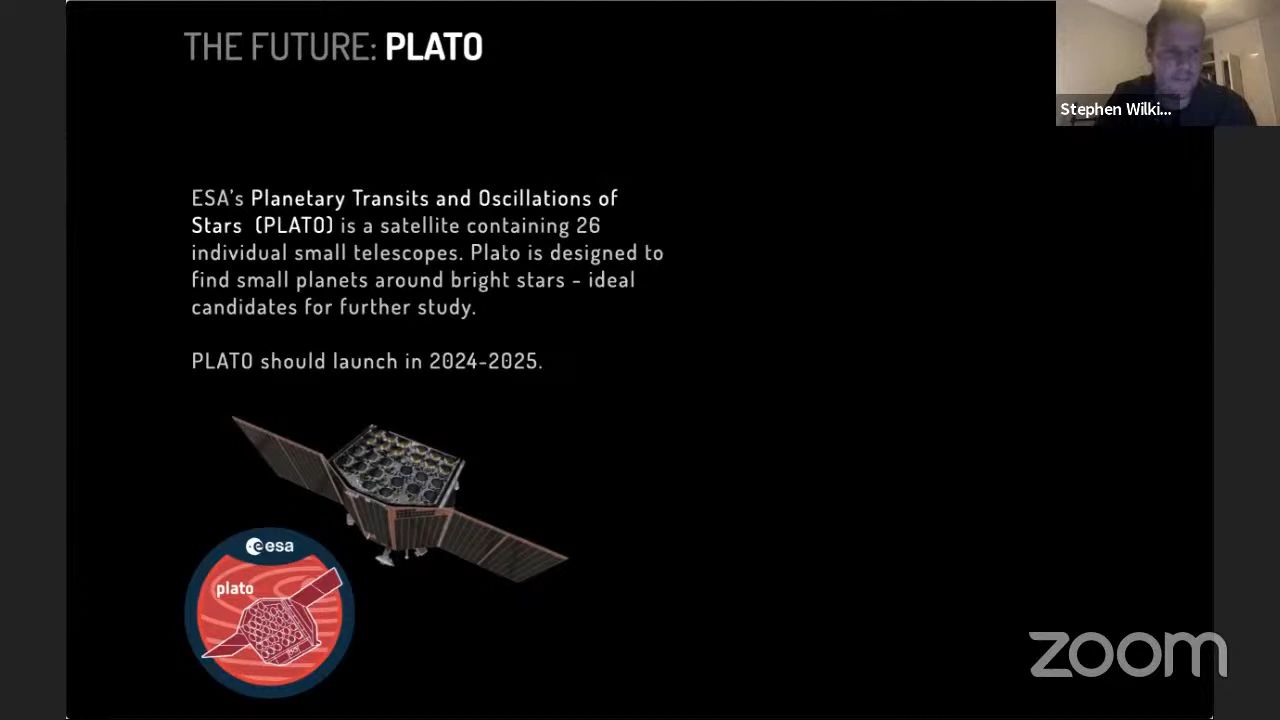 THE FUTURE: PLATO
Stephen Wilki...
ESA's Planetary Transits and Oscillations of
Stars (PLATO) is a satellite containing 26
individual small telescopes. Plato is designed to
find small planets around bright stars - ideal
candidates for further study.
PLATO should launch in 2024-2025.
esa
plato
zoom